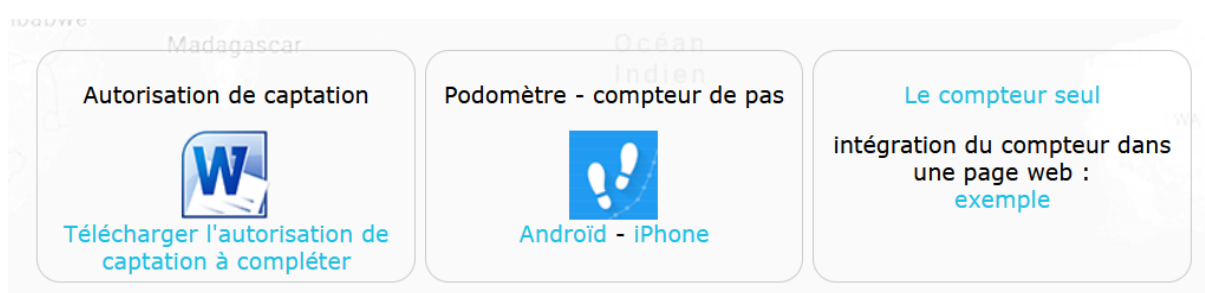 Madagascar
Océan
Indien
Autorisation de captation
W
Télécharger l'autorisation de
captation à compléter
Podomètre - compteur de pas
Androïd - iPhone
Le compteur seul
intégration du compteur dans
une page web :
exemple